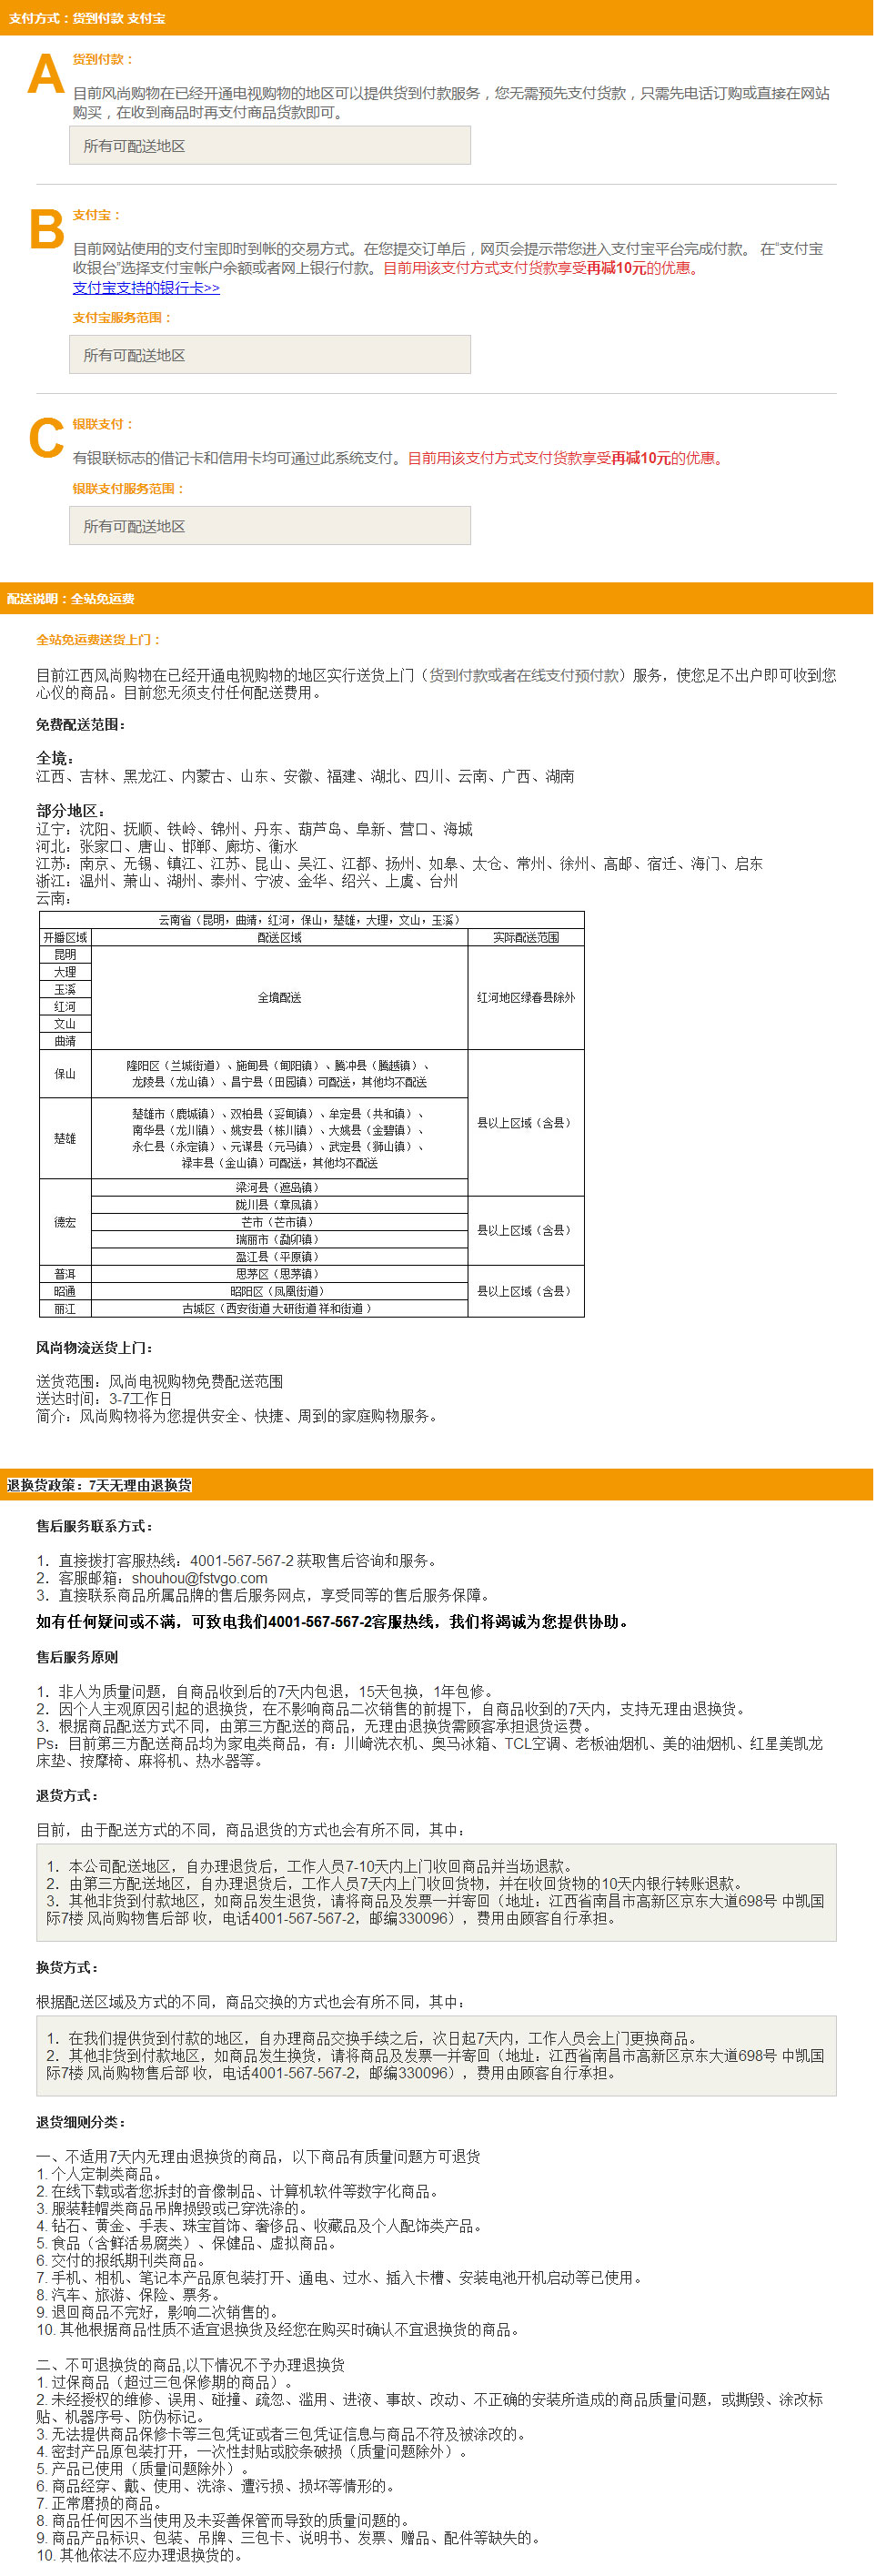 支付方式：货到付款 支付宝
A
货到付款：
目前风尚购物在已经开通电视购物的地区可以提供货到付款服务，您无需预先支付货款，只需先电话订购或直接在网站
购买，在收到商品时再支付商品货款即可。
所有可配送地区
B
支付宝：
目前网站使用的支付宝即时到帐的交易方式。在您提交订单后，网页会提示带您进入支付宝平台完成付款。 在“支付宝
收银台”选择支付宝帐户余额或者网上银行付款。目前用该支付方式支付货款享受再减10元的优惠。
支付宝支持的银行卡>>
支付宝服务范围：
所有可配送地区
C
银联支付：
有银联标志的借记卡和信用卡均可通过此系统支付。目前用该支付方式支付货款享受再减10元的优惠。
银联支付服务范围：
所有可配送地区
配送说明：全站免运费
全站免运费送货上门：
目前江西风尚购物在已经开通电视购物的地区实行送货上门（货到付款或者在线支付预付款）服务，使您足不出户即可收到您
心仪的商品。目前您无须支付任何配送费用。
免费配送范围：
全境：
江西、吉林、黑龙江、内蒙古、山东、安徽、福建、湖北、四川、云南、广西、湖南
部分地区：
辽宁：沈阳、抚顺、铁岭、锦州、丹东、葫芦岛、阜新、营口、海城
河北：张家口、唐山、邯郸、廊坊、衡水
江苏：南京、无锡、镇江、江苏、昆山、吴江、江都、扬州、如皋、太仓、常州、徐州、高邮、宿迁、海门、启东
浙江：温州、萧山、湖州、泰州、宁波、金华、绍兴、上虞、台州
云南：
云南省（昆明，曲靖，红河，保山，楚雄，大理，文山，玉溪）
开播区域 配送区域 实际配送范围
昆明
大理
玉溪
红河
文山
曲靖
全境配送
红河地区绿春县除外
保山
隆阳区（兰城街道）、施甸县（甸阳镇）、腾冲县（腾越镇）、
龙陵县（龙山镇）、昌宁县（田园镇）可配送，其他均不配送
楚雄
楚雄市（鹿城镇）、双柏县（妥甸镇）、牟定县（共和镇）、
南华县（龙川镇）、姚安县（栋川镇）、大姚县（金碧镇）、
永仁县（永定镇）、元谋县（元马镇）、武定县（狮山镇）、
禄丰县（金山镇）可配送，其他均不配送
县以上区域（含县）
德宏
梁河县（遮岛镇）
陇川县（章凤镇）
芒市（芒市镇）
瑞丽市（勐卯镇）
盈江县（平原镇）
县以上区域（含县）
普洱 思茅区（思茅镇）
昭通 昭阳区（凤凰街道）
丽江 古城区（西安街道 大研街道 祥和街道 ）
县以上区域（含县）
风尚物流送货上门：
送货范围：风尚电视购物免费配送范围
送达时间：3-7工作日
简介：风尚购物将为您提供安全、快捷、周到的家庭购物服务。
退换货政策：7天无理由退换货
售后服务联系方式：
1．直接拨打客服热线：4001-567-567-2 获取售后咨询和服务。
2．客服邮箱：shouhou@fstvgo.com
3．直接联系商品所属品牌的售后服务网点，享受同等的售后服务保障。
如有任何疑问或不满，可致电我们4001-567-567-2客服热线，我们将竭诚为您提供协助。
售后服务原则
1．非人为质量问题，自商品收到后的7天内包退，15天包换，1年包修。
2．因个人主观原因引起的退换货，在不影响商品二次销售的前提下，自商品收到的7天内，支持无理由退换货。
3．根据商品配送方式不同，由第三方配送的商品，无理由退换货需顾客承担退货运费。
Ps：目前第三方配送商品均为家电类商品，有：川崎洗衣机、奥马冰箱、TCL空调、老板油烟机、美的油烟机、红星美凯龙
床垫、按摩椅、麻将机、热水器等。
退货方式：
目前，由于配送方式的不同，商品退货的方式也会有所不同，其中：
1．本公司配送地区，自办理退货后，工作人员7-10天内上门收回商品并当场退款。
2．由第三方配送地区，自办理退货后，工作人员7天内上门收回货物，并在收回货物的10天内银行转账退款。
3．其他非货到付款地区，如商品发生退货，请将商品及发票一并寄回（地址：江西省南昌市高新区京东大道698号 中凯国
际7楼 风尚购物售后部 收，电话4001-567-567-2，邮编330096），费用由顾客自行承担。
换货方式：
根据配送区域及方式的不同，商品交换的方式也会有所不同，其中：
1．在我们提供货到付款的地区，自办理商品交换手续之后，次日起7天内，工作人员会上门更换商品。
2．其他非货到付款地区，如商品发生换货，请将商品及发票一并寄回（地址：江西省南昌市高新区京东大道698号 中凯国
际7楼 风尚购物售后部 收，电话4001-567-567-2，邮编330096），费用由顾客自行承担。
退货细则分类：
一、不适用7天内无理由退换货的商品，以下商品有质量问题方可退货
1. 个人定制类商品。
2. 在线下载或者您拆封的音像制品、计算机软件等数字化商品。
3. 服装鞋帽类商品吊牌损毁或已穿洗涤的。
4. 钻石、黄金、手表、珠宝首饰、奢侈品、收藏品及个人配饰类产品。
5. 食品（含鲜活易腐类）、保健品、虚拟商品。
6. 交付的报纸期刊类商品。
7. 手机、相机、笔记本产品原包装打开、通电、过水、插入卡槽、安装电池开机启动等已使用。
8. 汽车、旅游、保险、票务。
9. 退回商品不完好，影响二次销售的。
10. 其他根据商品性质不适宜退换货及经您在购买时确认不宜退换货的商品。
二、不可退换货的商品,以下情况不予办理退换货
1. 过保商品（超过三包保修期的商品）。
2. 未经授权的维修、误用、碰撞、疏忽、滥用、进液、事故、改动、不正确的安装所造成的商品质量问题，或撕毁、涂改标
贴、机器序号、防伪标记。
3. 无法提供商品保修卡等三包凭证或者三包凭证信息与商品不符及被涂改的。
4. 密封产品原包装打开，一次性封贴或胶条破损（质量问题除外）。
5. 产品已使用（质量问题除外）。
6. 商品经穿、戴、使用、洗涤、遭污损、损坏等情形的。
7. 正常磨损的商品。
8. 商品任何因不当使用及未妥善保管而导致的质量问题的。
9. 商品产品标识、包装、吊牌、三包卡、说明书、发票、赠品、配件等缺失的。
10. 其他依法不应办理退换货的。